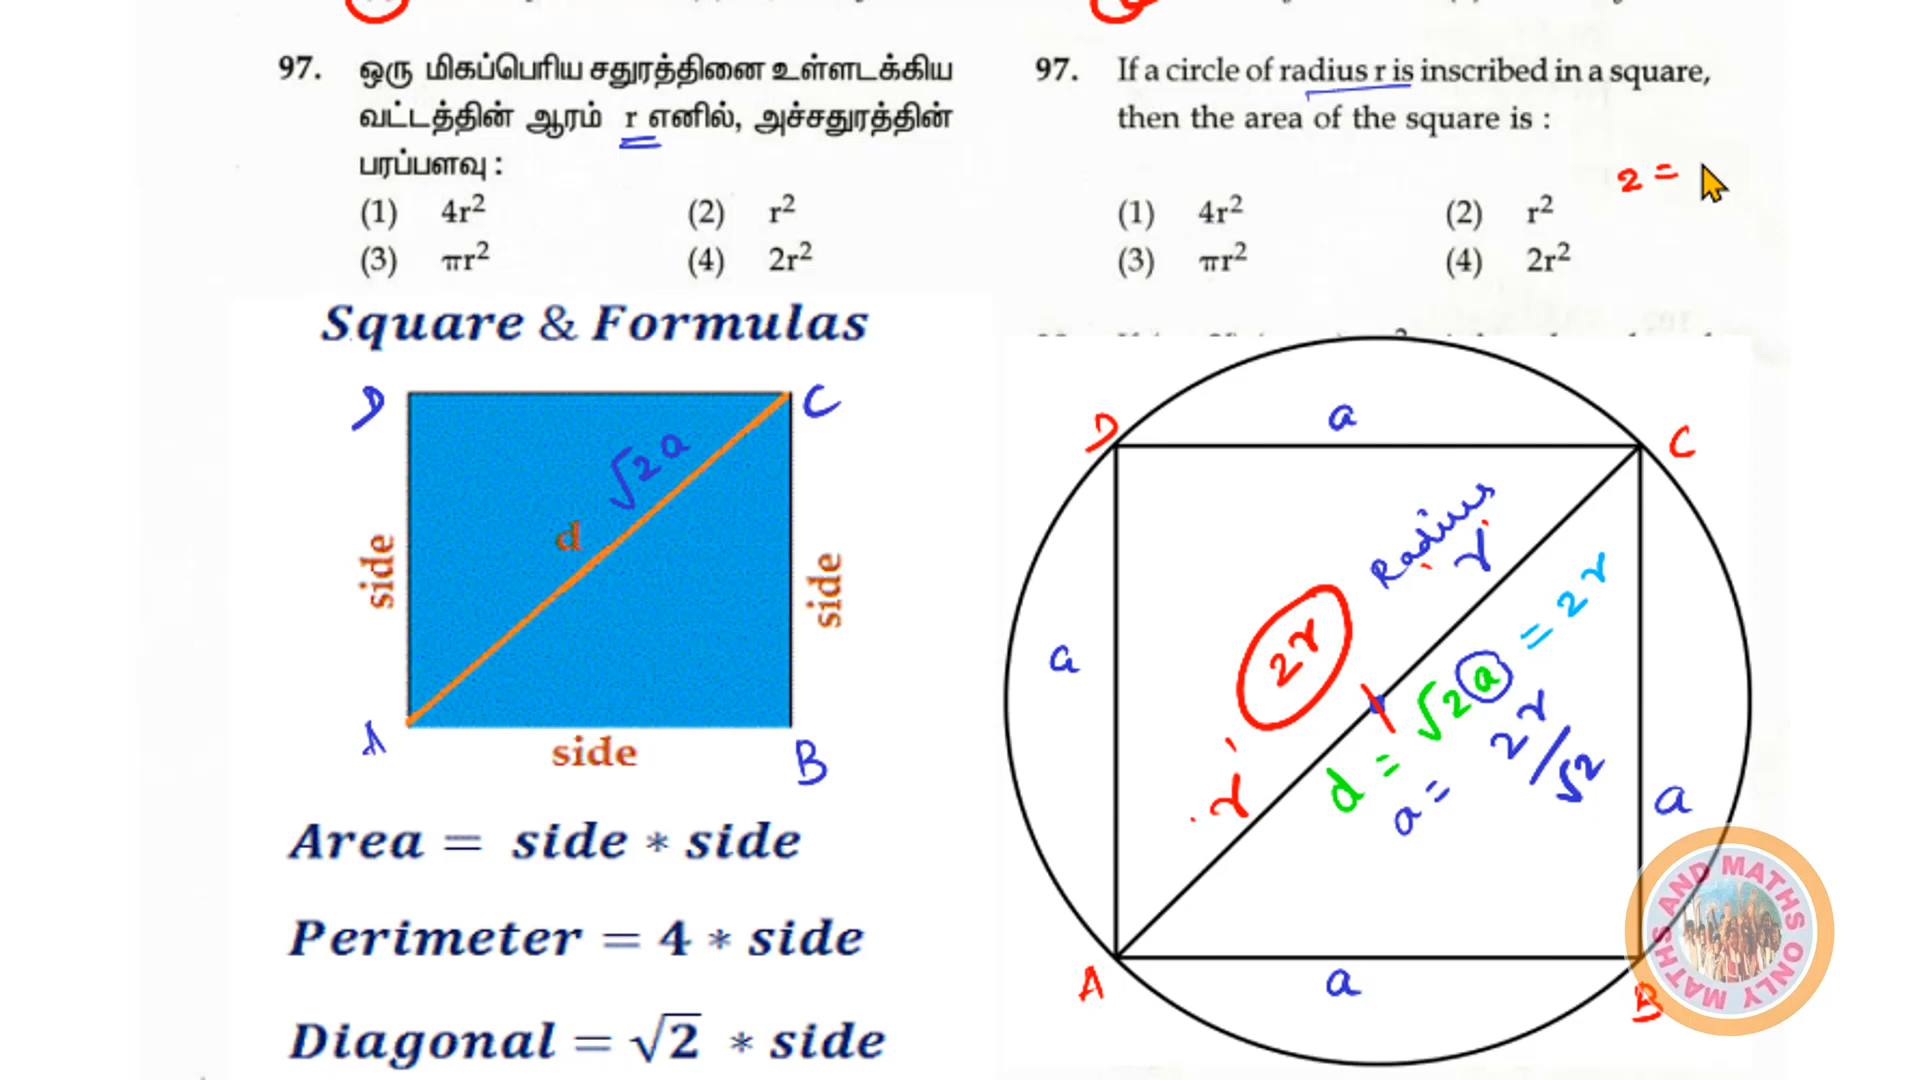 97. ஒரு மிகப்பெரிய சதுரத்தினை உள்ளடக்கிய
வட்டத்தின் ஆரம் r எனில், அச்சதுரத்தின்
பரப்பளவு :
(1) 4r² (2) r²
(3) πr² (4) 2r²
97. If a circle of radius r is inscribed in a square,
then the area of the square is :
2 =
(1) 4r² (2) r²
(3) πr² (4) 2r²
Square & Formulas
D C
√2 a
d
side
side
A B
side
Area = side * side
Perimeter = 4 * side
Diagonal = √2 * side
D a C
Radius
r
2r
a
d = √2 a = 2r
a = 2r/√2
r
a
A a B
MATHS AND MATHS ONLY MATHS